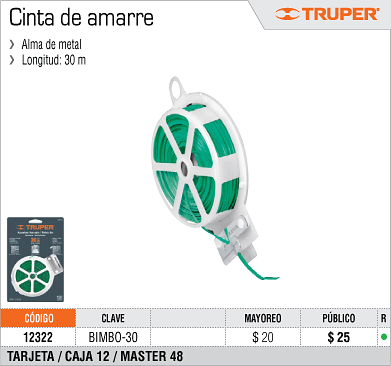 Cinta de amarre
TRUPER®
› Alma de metal
› Longitud: 30 m
TRUPER
CÓDIGO CLAVE MAYOREO PÚBLICO R
12322 BIMBO-30 $ 20 $ 25 ●
TARJETA / CAJA 12 / MASTER 48